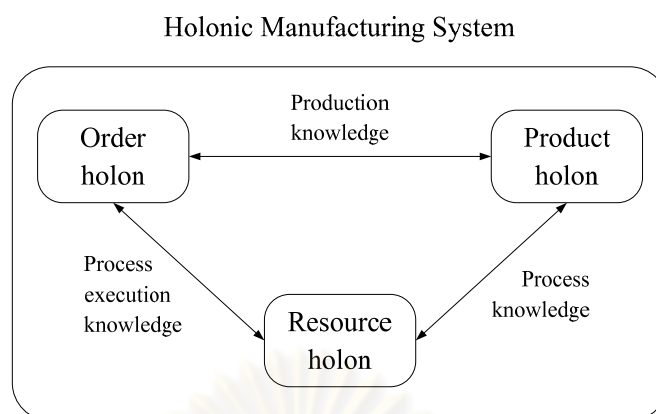 Holonic Manufacturing System
Production
knowledge
Order
holon
Product
holon
Process
execution
knowledge
Process
knowledge
Resource
holon